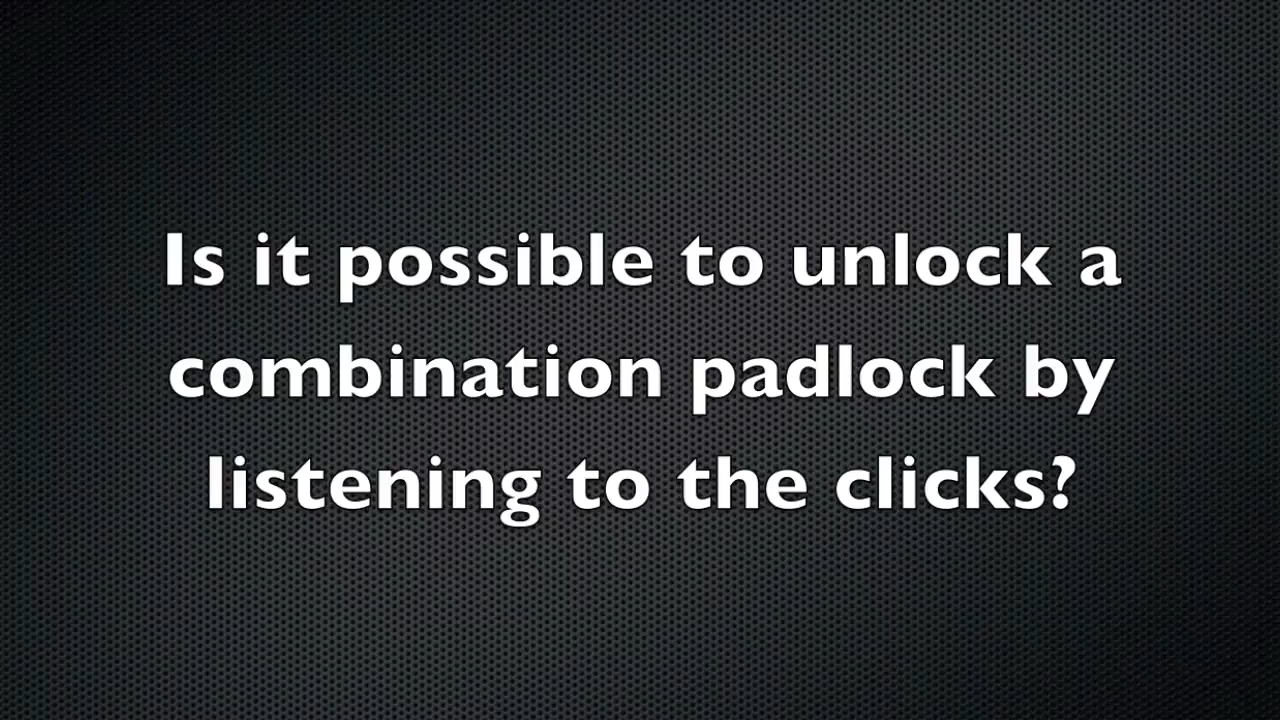 Is it possible to unlock a
combination padlock by
listening to the clicks?